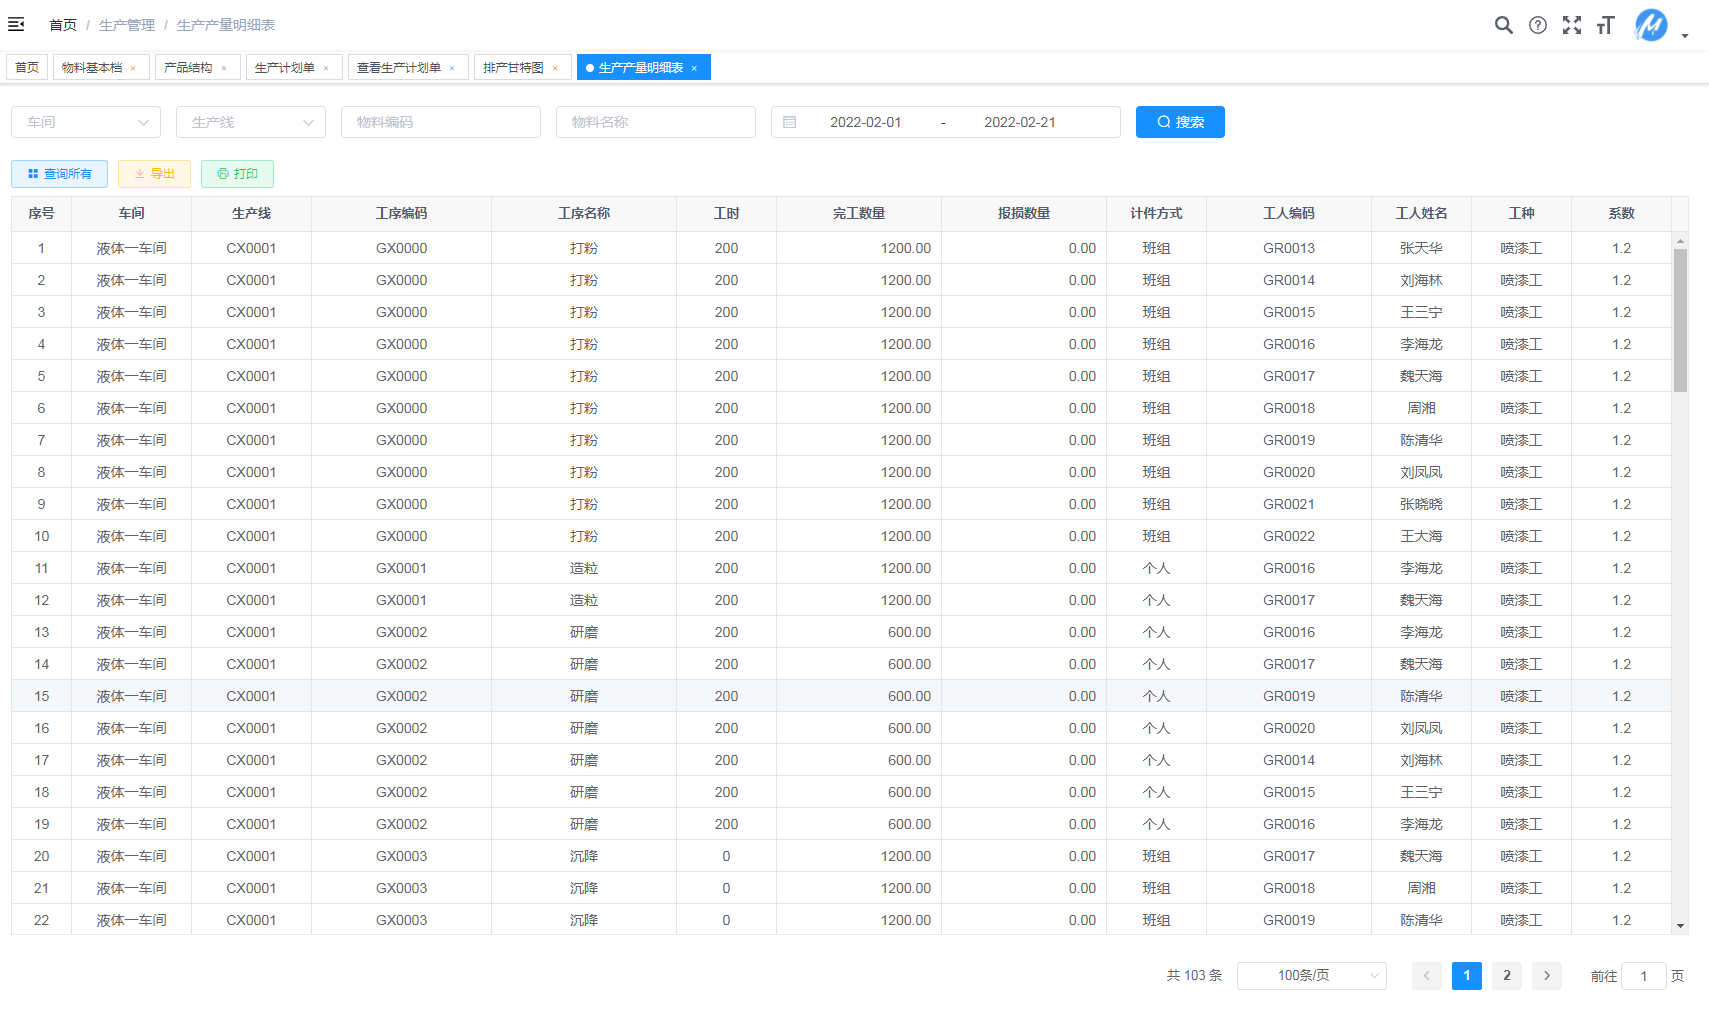 首页 / 生产管理 / 生产产量明细表
首页 物料基本档 × 产品结构 × 生产计划单 × 查看生产计划单 × 排产甘特图 × 生产产量明细表 ×
车间 生产线 物料编码 物料名称 2022-02-01 - 2022-02-21 搜索
查询所有 导出 打印
序号 车间 生产线 工序编码 工序名称 工时 完工数量 报损数量 计件方式 工人编码 工人姓名 工种 系数
1 液体一车间 CX0001 GX0000 打粉 200 1200.00 0.00 班组 GR0013 张天华 喷漆工 1.2
2 液体一车间 CX0001 GX0000 打粉 200 1200.00 0.00 班组 GR0014 刘海林 喷漆工 1.2
3 液体一车间 CX0001 GX0000 打粉 200 1200.00 0.00 班组 GR0015 王三宁 喷漆工 1.2
4 液体一车间 CX0001 GX0000 打粉 200 1200.00 0.00 班组 GR0016 李海龙 喷漆工 1.2
5 液体一车间 CX0001 GX0000 打粉 200 1200.00 0.00 班组 GR0017 魏天海 喷漆工 1.2
6 液体一车间 CX0001 GX0000 打粉 200 1200.00 0.00 班组 GR0018 周湘 喷漆工 1.2
7 液体一车间 CX0001 GX0000 打粉 200 1200.00 0.00 班组 GR0019 陈清华 喷漆工 1.2
8 液体一车间 CX0001 GX0000 打粉 200 1200.00 0.00 班组 GR0020 刘凤凤 喷漆工 1.2
9 液体一车间 CX0001 GX0000 打粉 200 1200.00 0.00 班组 GR0021 张晓晓 喷漆工 1.2
10 液体一车间 CX0001 GX0000 打粉 200 1200.00 0.00 班组 GR0022 王大海 喷漆工 1.2
11 液体一车间 CX0001 GX0001 造粒 200 1200.00 0.00 个人 GR0016 李海龙 喷漆工 1.2
12 液体一车间 CX0001 GX0001 造粒 200 1200.00 0.00 个人 GR0017 魏天海 喷漆工 1.2
13 液体一车间 CX0001 GX0002 研磨 200 600.00 0.00 个人 GR0016 李海龙 喷漆工 1.2
14 液体一车间 CX0001 GX0002 研磨 200 600.00 0.00 个人 GR0017 魏天海 喷漆工 1.2
15 液体一车间 CX0001 GX0002 研磨 200 600.00 0.00 个人 GR0019 陈清华 喷漆工 1.2
16 液体一车间 CX0001 GX0002 研磨 200 600.00 0.00 个人 GR0020 刘凤凤 喷漆工 1.2
17 液体一车间 CX0001 GX0002 研磨 200 600.00 0.00 个人 GR0014 刘海林 喷漆工 1.2
18 液体一车间 CX0001 GX0002 研磨 200 600.00 0.00 个人 GR0015 王三宁 喷漆工 1.2
19 液体一车间 CX0001 GX0002 研磨 200 600.00 0.00 个人 GR0016 李海龙 喷漆工 1.2
20 液体一车间 CX0001 GX0003 沉降 0 1200.00 0.00 班组 GR0017 魏天海 喷漆工 1.2
21 液体一车间 CX0001 GX0003 沉降 0 1200.00 0.00 班组 GR0018 周湘 喷漆工 1.2
22 液体一车间 CX0001 GX0003 沉降 0 1200.00 0.00 班组 GR0019 陈清华 喷漆工 1.2
共 103 条 100条/页 < 1 2 > 前往 1 页